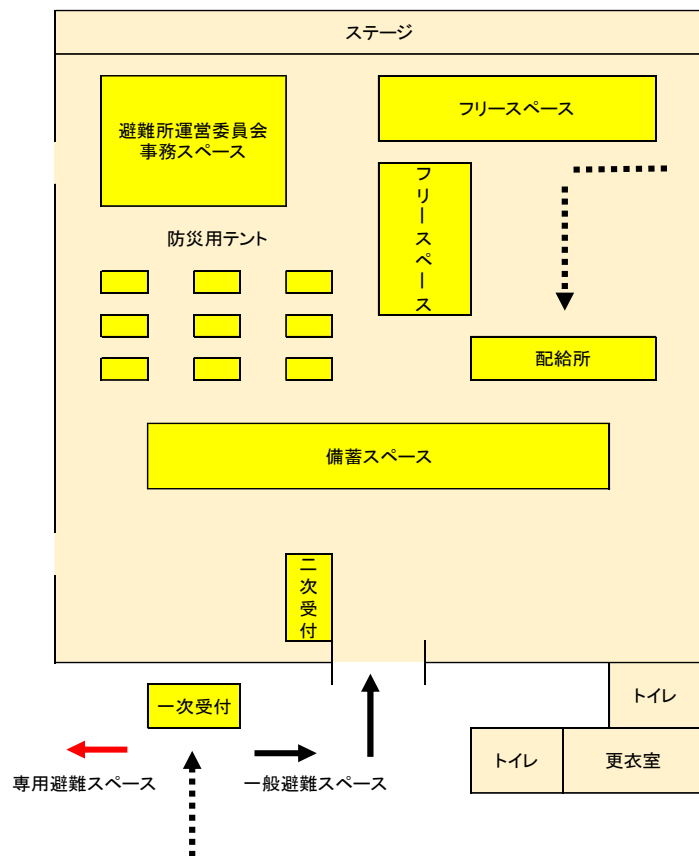 ステージ
避難所運営委員会
事務スペース
フリースペース
フリースペース
防災用テント
配給所
備蓄スペース
二次受付
一次受付
トイレ
トイレ
更衣室
専用避難スペース
一般避難スペース